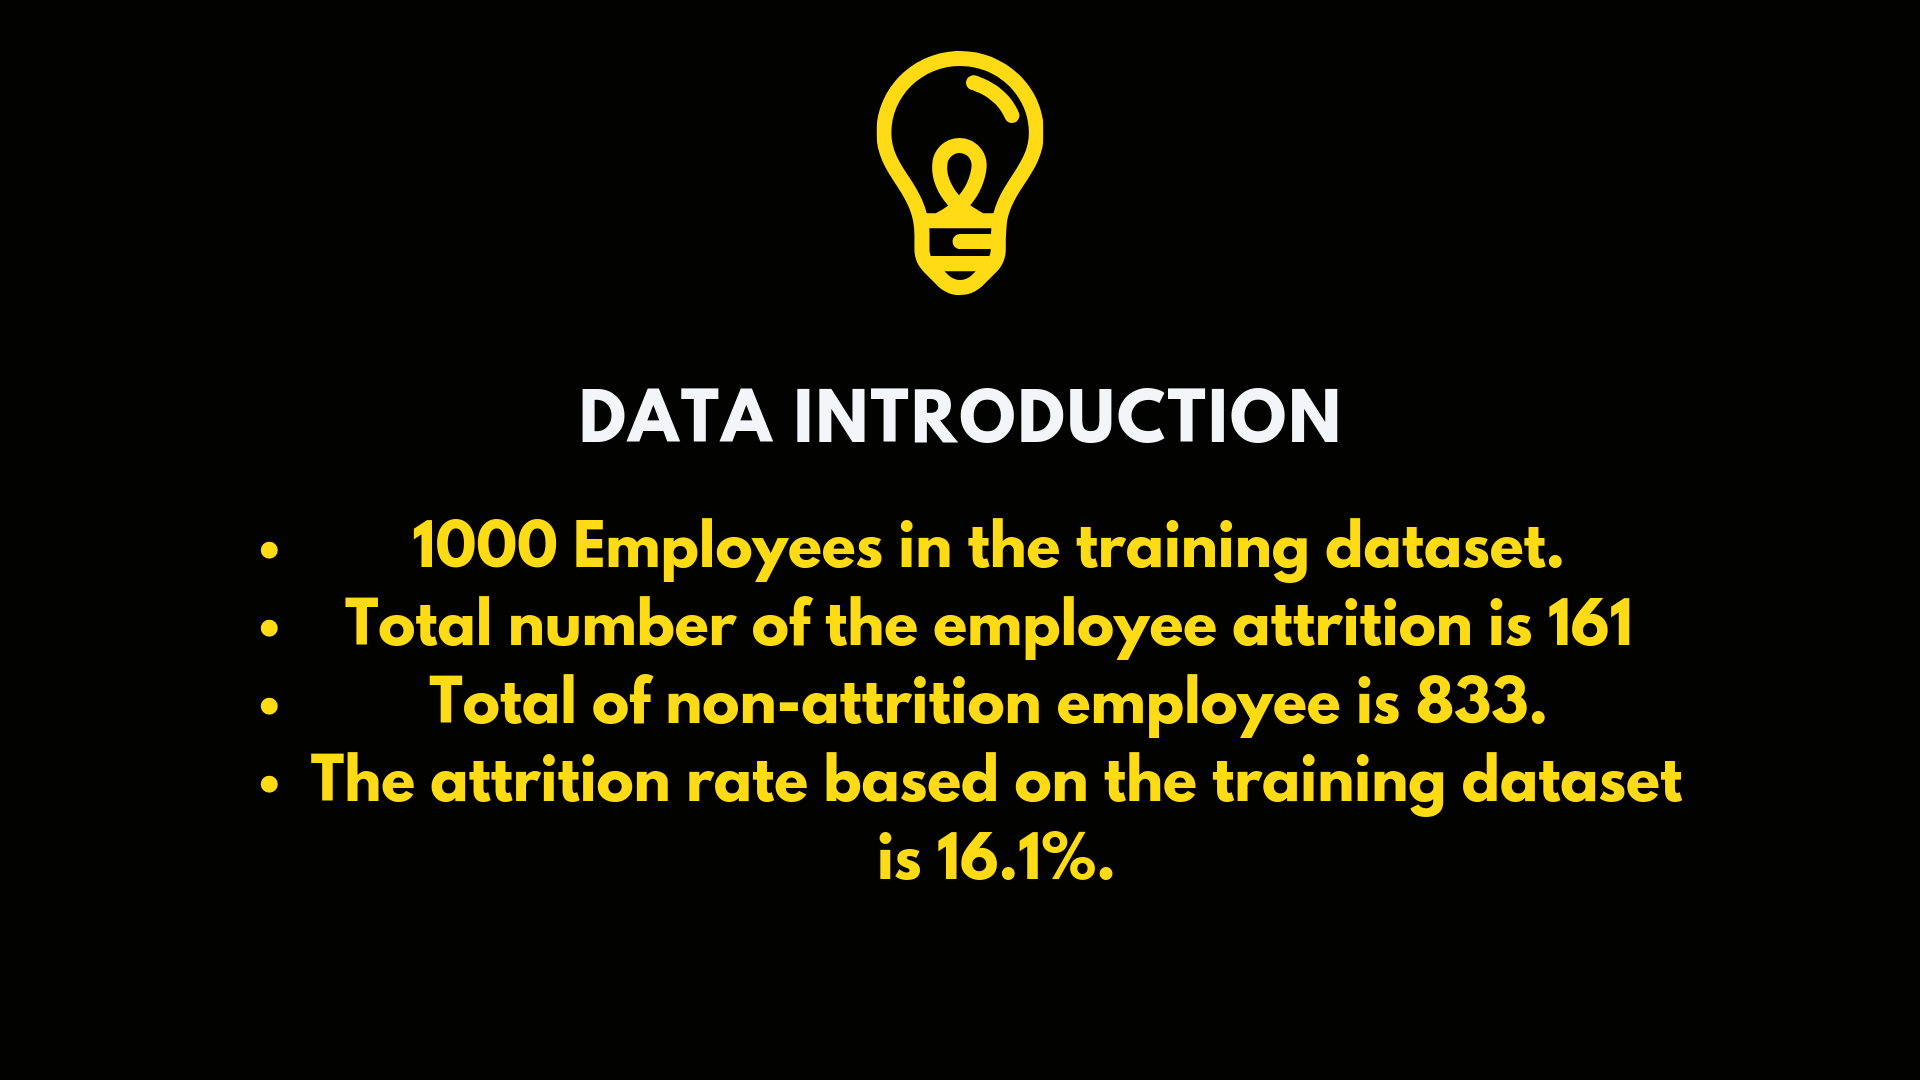 DATA INTRODUCTION
• 1000 Employees in the training dataset.
• Total number of the employee attrition is 161
• Total of non-attrition employee is 833.
• The attrition rate based on the training dataset
is 16.1%.